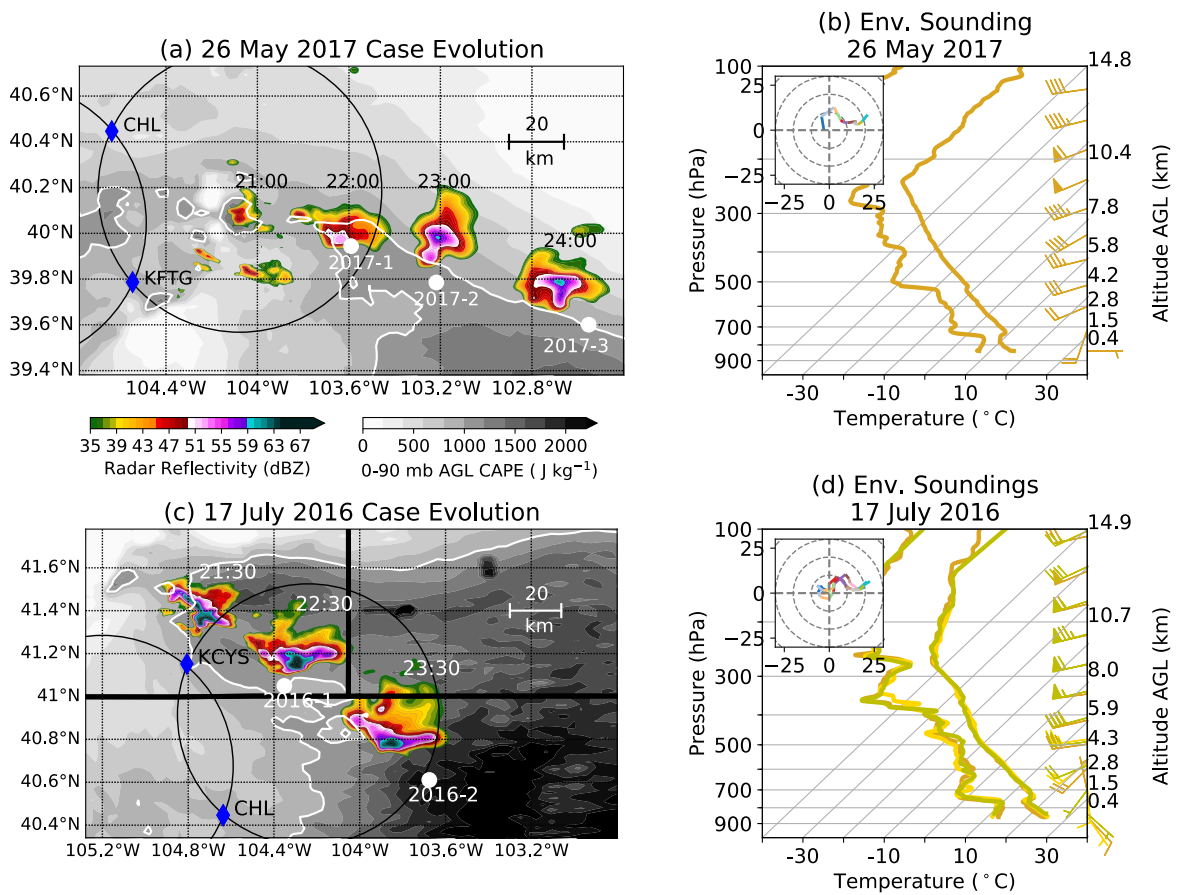 (a) 26 May 2017 Case Evolution
40.6°N
40.4°N
40.2°N
40°N
39.8°N
39.6°N
39.4°N
CHL
KFTG
21:00
22:00
23:00
24:00
20
km
2017-1
2017-2
2017-3
104.4°W
104°W
103.6°W
103.2°W
102.8°W
(b) Env. Sounding
26 May 2017
Pressure (hPa)
100
300
500
700
900
25
0
−25
−25
0
25
14.8
10.4
7.8
5.8
4.2
2.8
1.5
0.4
Altitude AGL (km)
-30
-10
10
30
Temperature (°C)
35 39 43 47 51 55 59 63 67
Radar Reflectivity (dBZ)
0 500 1000 1500 2000
0-90 mb AGL CAPE ( J kg⁻¹)
(c) 17 July 2016 Case Evolution
41.6°N
41.4°N
41.2°N
41°N
40.8°N
40.6°N
40.4°N
21:30
22:30
23:30
20
km
KCYS
CHL
2016-1
2016-2
105.2°W
104.8°W
104.4°W
104°W
103.6°W
103.2°W
(d) Env. Soundings
17 July 2016
Pressure (hPa)
100
300
500
700
900
25
0
−25
−25
0
25
14.9
10.7
8.0
5.9
4.3
2.8
1.5
0.4
Altitude AGL (km)
-30
-10
10
30
Temperature (°C)